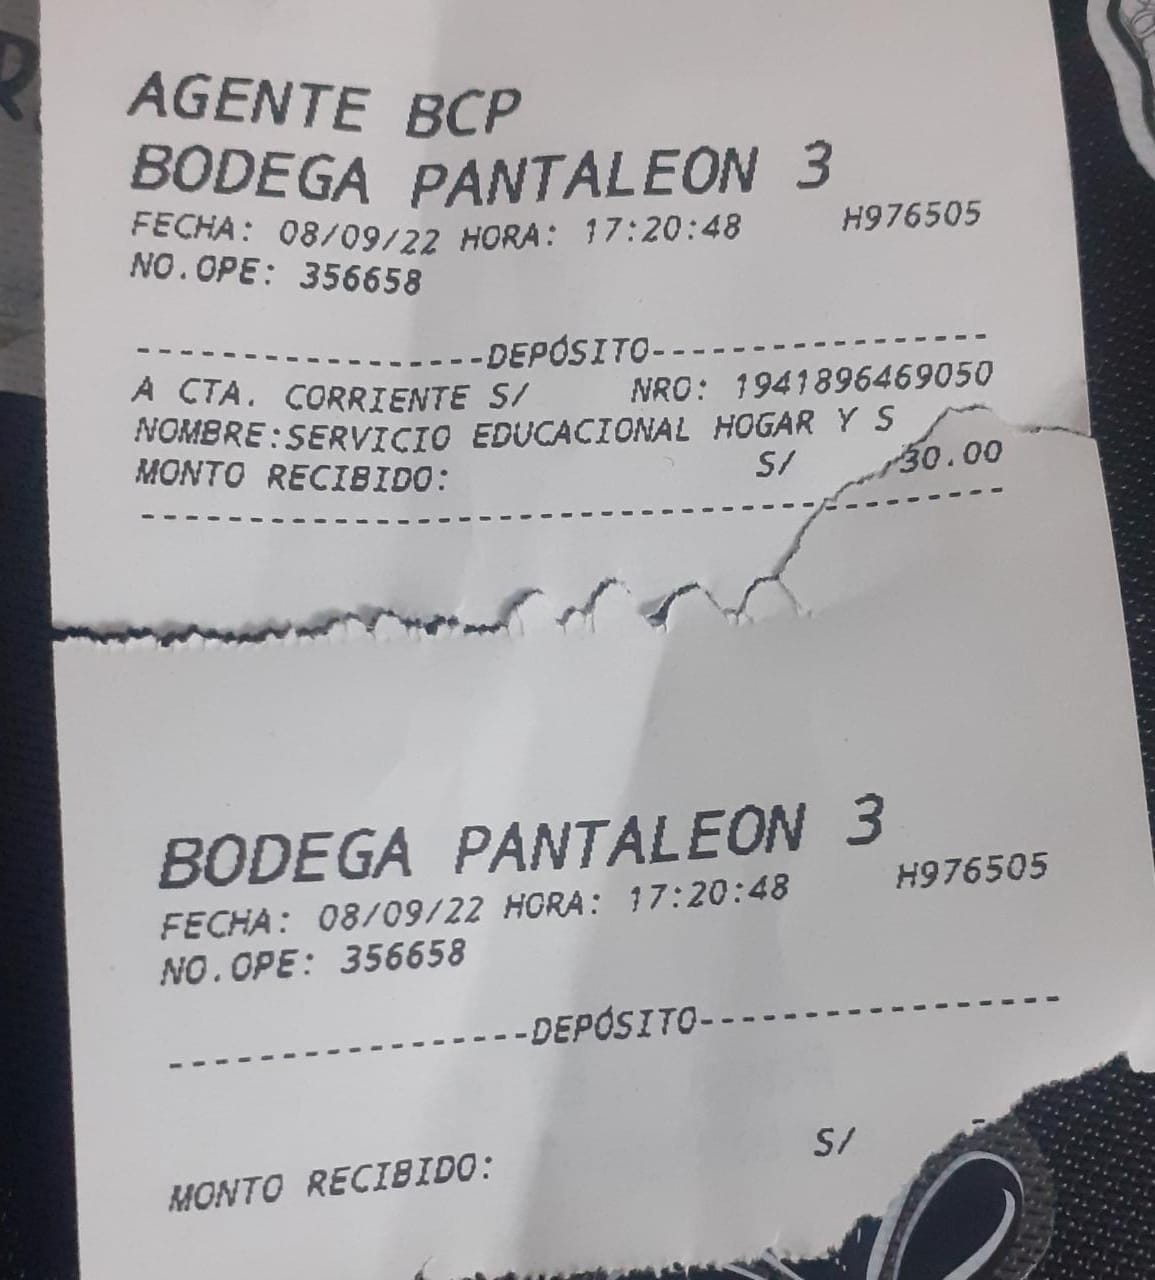 AGENTE BCP
BODEGA PANTALEON 3
FECHA: 08/09/22 HORA: 17:20:48 H976505
NO.OPE: 356658
-----------------DEPÓSITO-----------------
A CTA. CORRIENTE S/ NRO: 1941896469050
NOMBRE:SERVICIO EDUCACIONAL HOGAR Y S
MONTO RECIBIDO: S/ 30.00
BODEGA PANTALEON 3
FECHA: 08/09/22 HORA: 17:20:48 H976505
NO.OPE: 356658
-----------------DEPÓSITO-----------------
MONTO RECIBIDO: S/